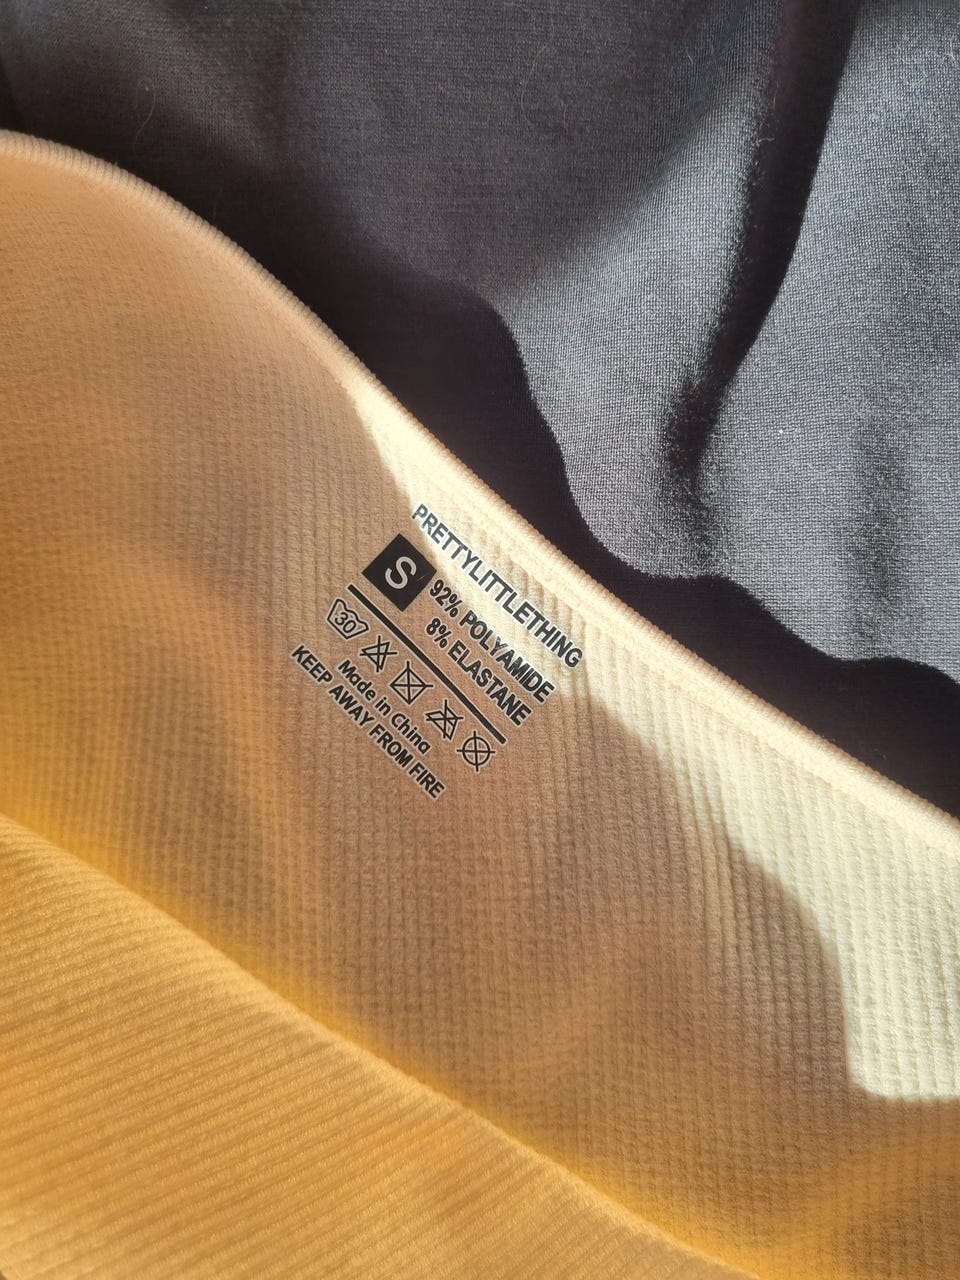 PRETTYLITTLETHING
S
92% POLYAMIDE
8% ELASTANE
30
Made in China
KEEP AWAY FROM FIRE